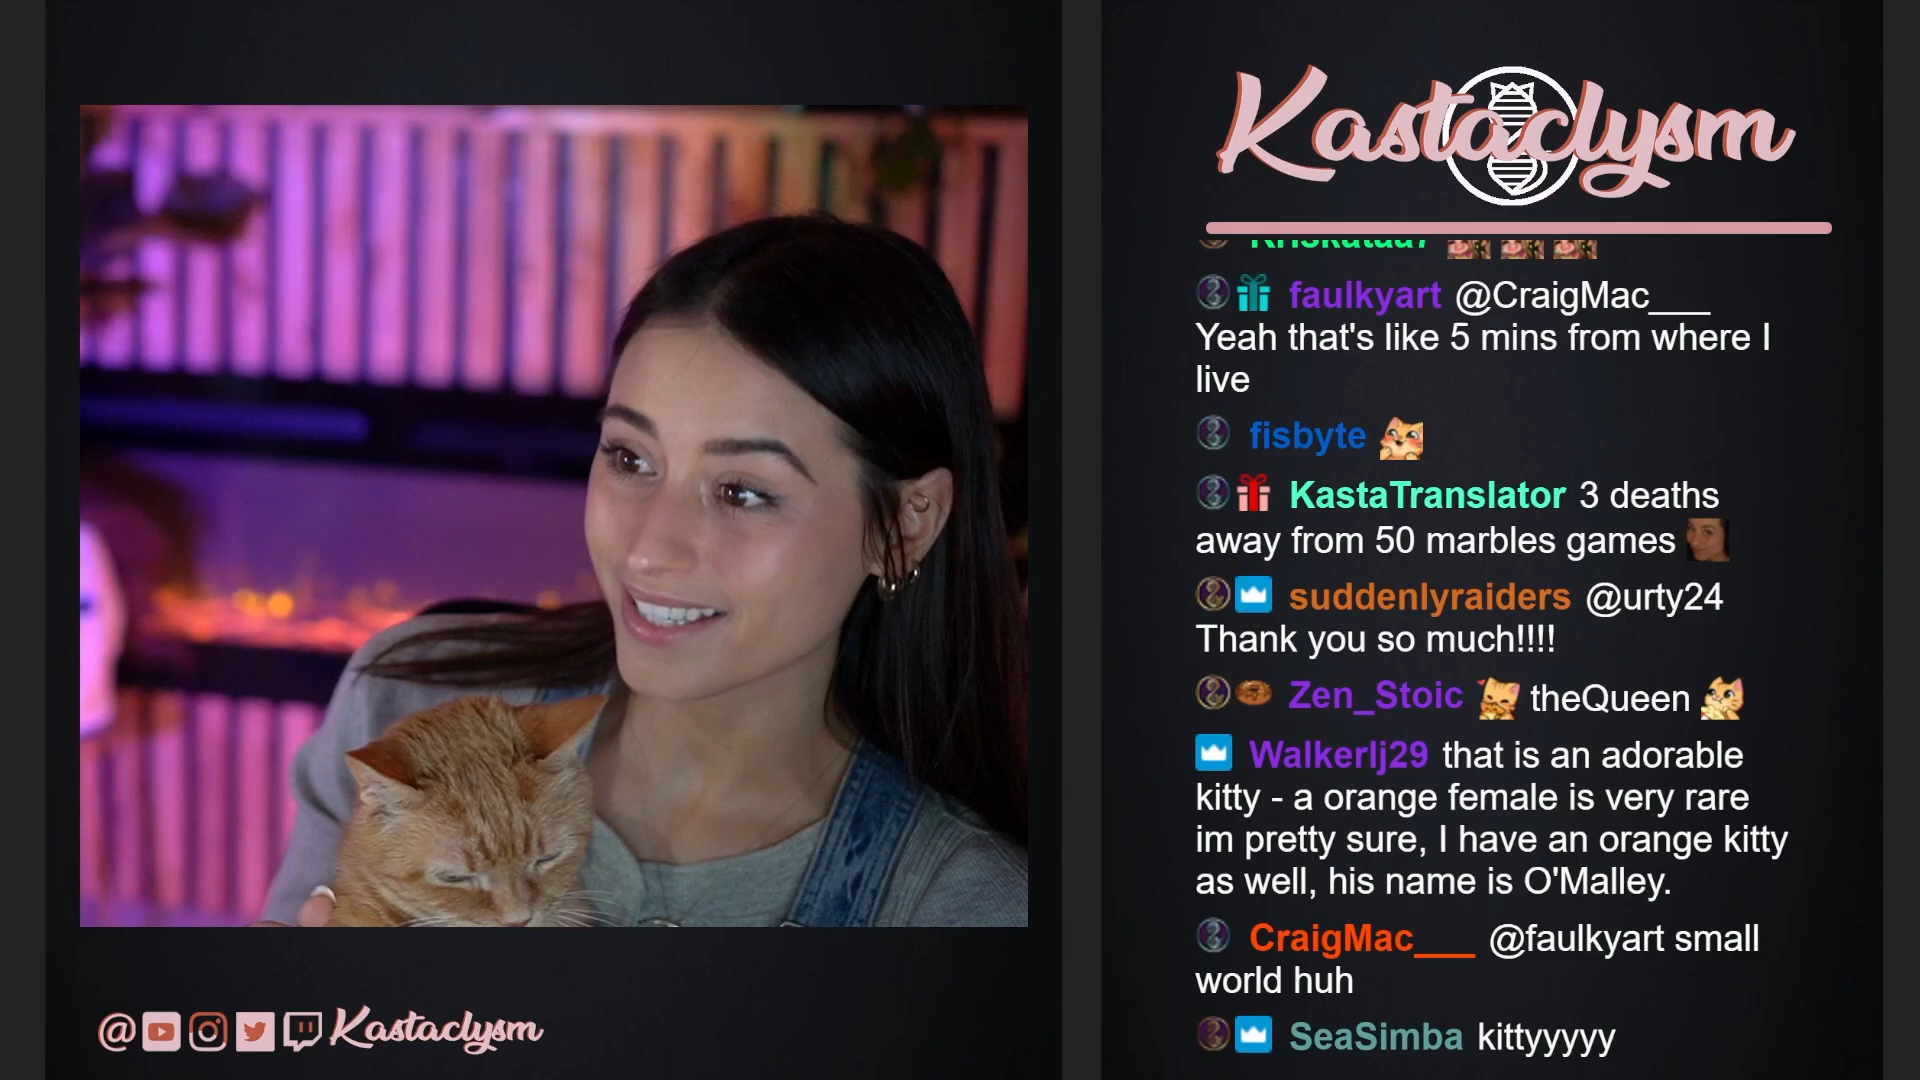 Kastaclysm
faulkyart @CraigMac___
Yeah that's like 5 mins from where I
live
fisbyte
KastaTranslator 3 deaths
away from 50 marbles games
suddenlyraiders @urty24
Thank you so much!!!!
Zen_Stoic theQueen
Walkerlj29 that is an adorable
kitty - a orange female is very rare
im pretty sure, I have an orange kitty
as well, his name is O'Malley.
CraigMac___ @faulkyart small
world huh
SeaSimba kittyyyyy
@ Kastaclysm